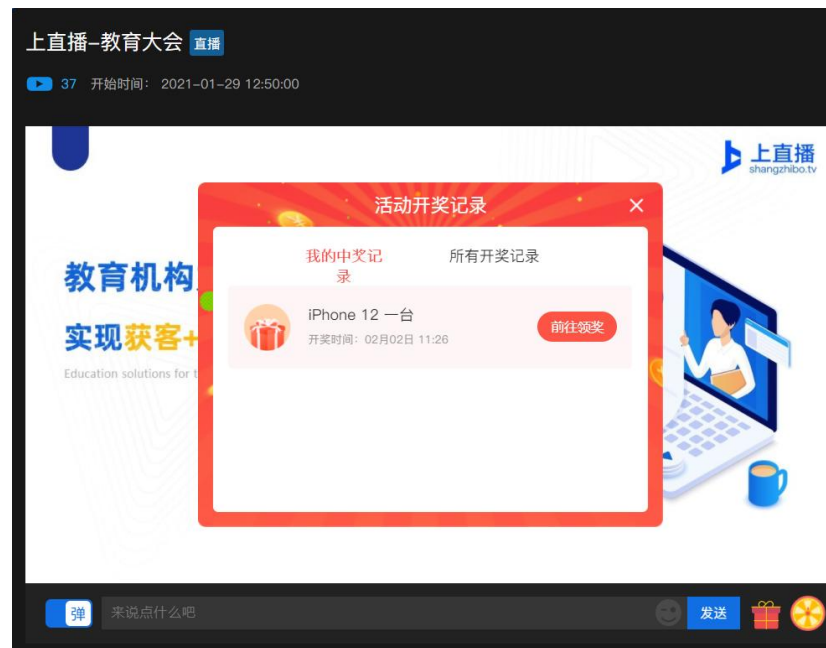 上直播-教育大会 直播
37 开始时间： 2021-01-29 12:50:00
上直播
shangzhibo.tv
活动开奖记录
我的中奖记
录
所有开奖记录
教育机构
iPhone 12 一台
开奖时间：02月02日 11:26
前往领奖
实现获客+
Education solutions for t
弹
来说点什么吧
发送